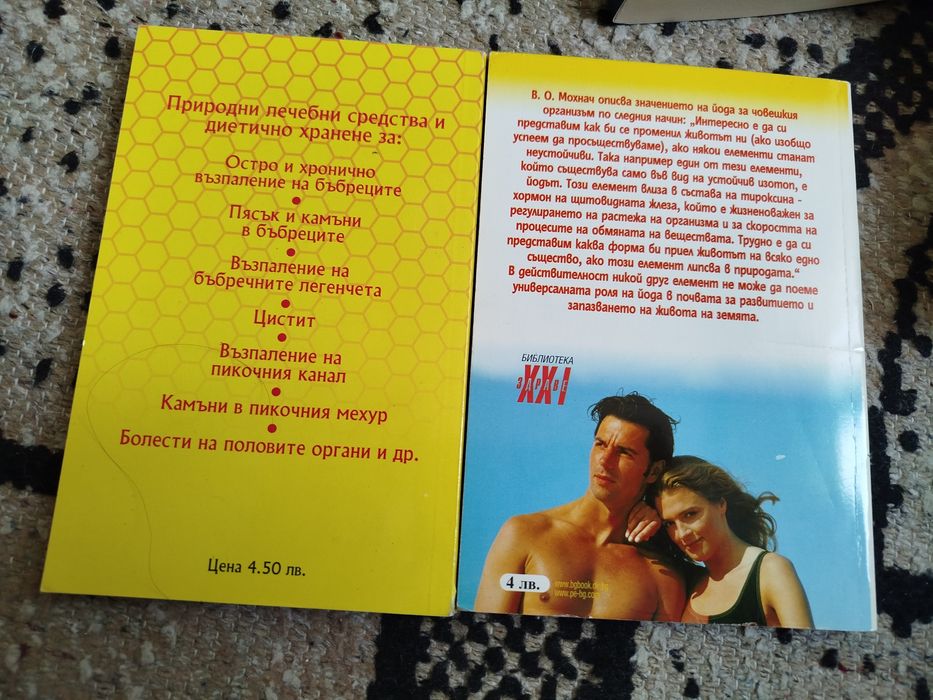 Природни лечебни средства и
диетично хранене за:
Остро и хронично
възпаление на бъбреците
Пясък и камъни
в бъбреците
Възпаление на
бъбречните легенчета
Цистит
Възпаление на
пикочния канал
Камъни в пикочния мехур
Болести на половите органи и др.
Цена 4.50 лв.
В. О. Мохнач описва значението на йода за човешкия
организъм по следния начин: „Интересно е да си
представим как би се променил животът ни (ако изобщо
успеем да просъществуваме), ако някои елементи станат
неустойчиви. Така например един от тези елементи,
който съществува само във вид на устойчив изотоп, е
йодът. Този елемент влиза в състава на тироксина -
хормон на щитовидната жлеза, който е жизненоважен за
регулирането на растежа на организма и за скоростта на
процесите на обмяната на веществата. Трудно е да си
представим каква форма би приел животът на всяко едно
същество, ако този елемент липсва в природата.“
В действителност никой друг елемент не може да поеме
универсалната роля на йода в почвата за развитието и
запазването на живота на земята.
БИБЛИОТЕКА
ЗДРАВЕ
XXI
4 лв.
www.pe-bg.com